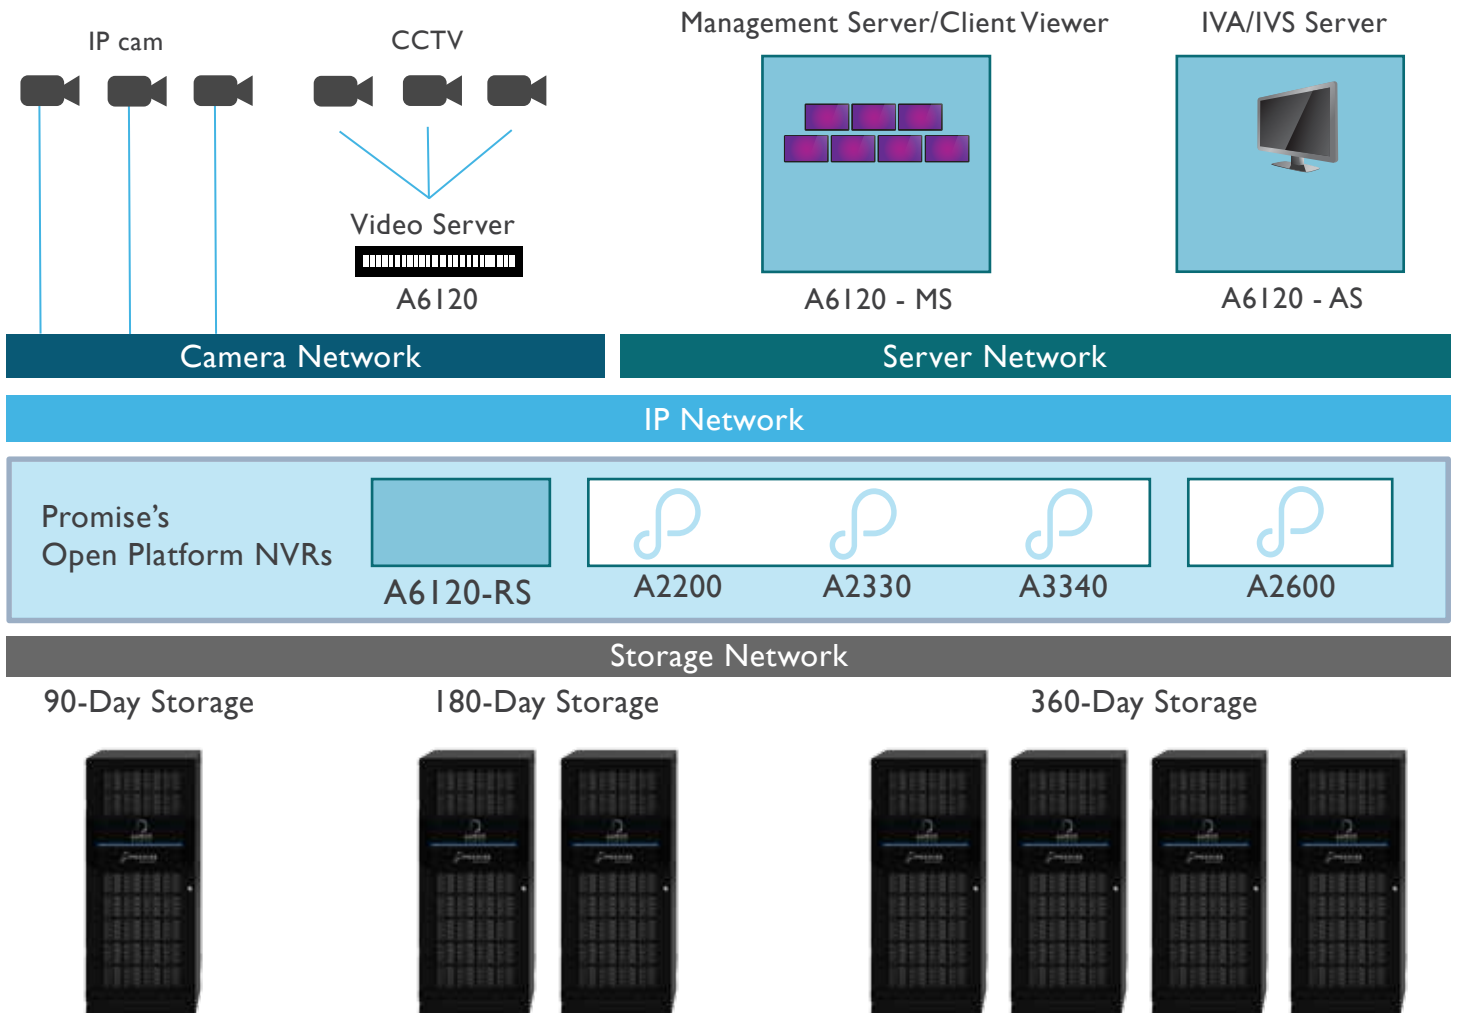 IP cam
CCTV
Management Server/Client Viewer
IVA/IVS Server
Video Server
A6120
A6120 - MS
A6120 - AS
Camera Network
Server Network
IP Network
Promise's
Open Platform NVRs
A6120-RS
A2200
A2330
A3340
A2600
Storage Network
90-Day Storage
180-Day Storage
360-Day Storage